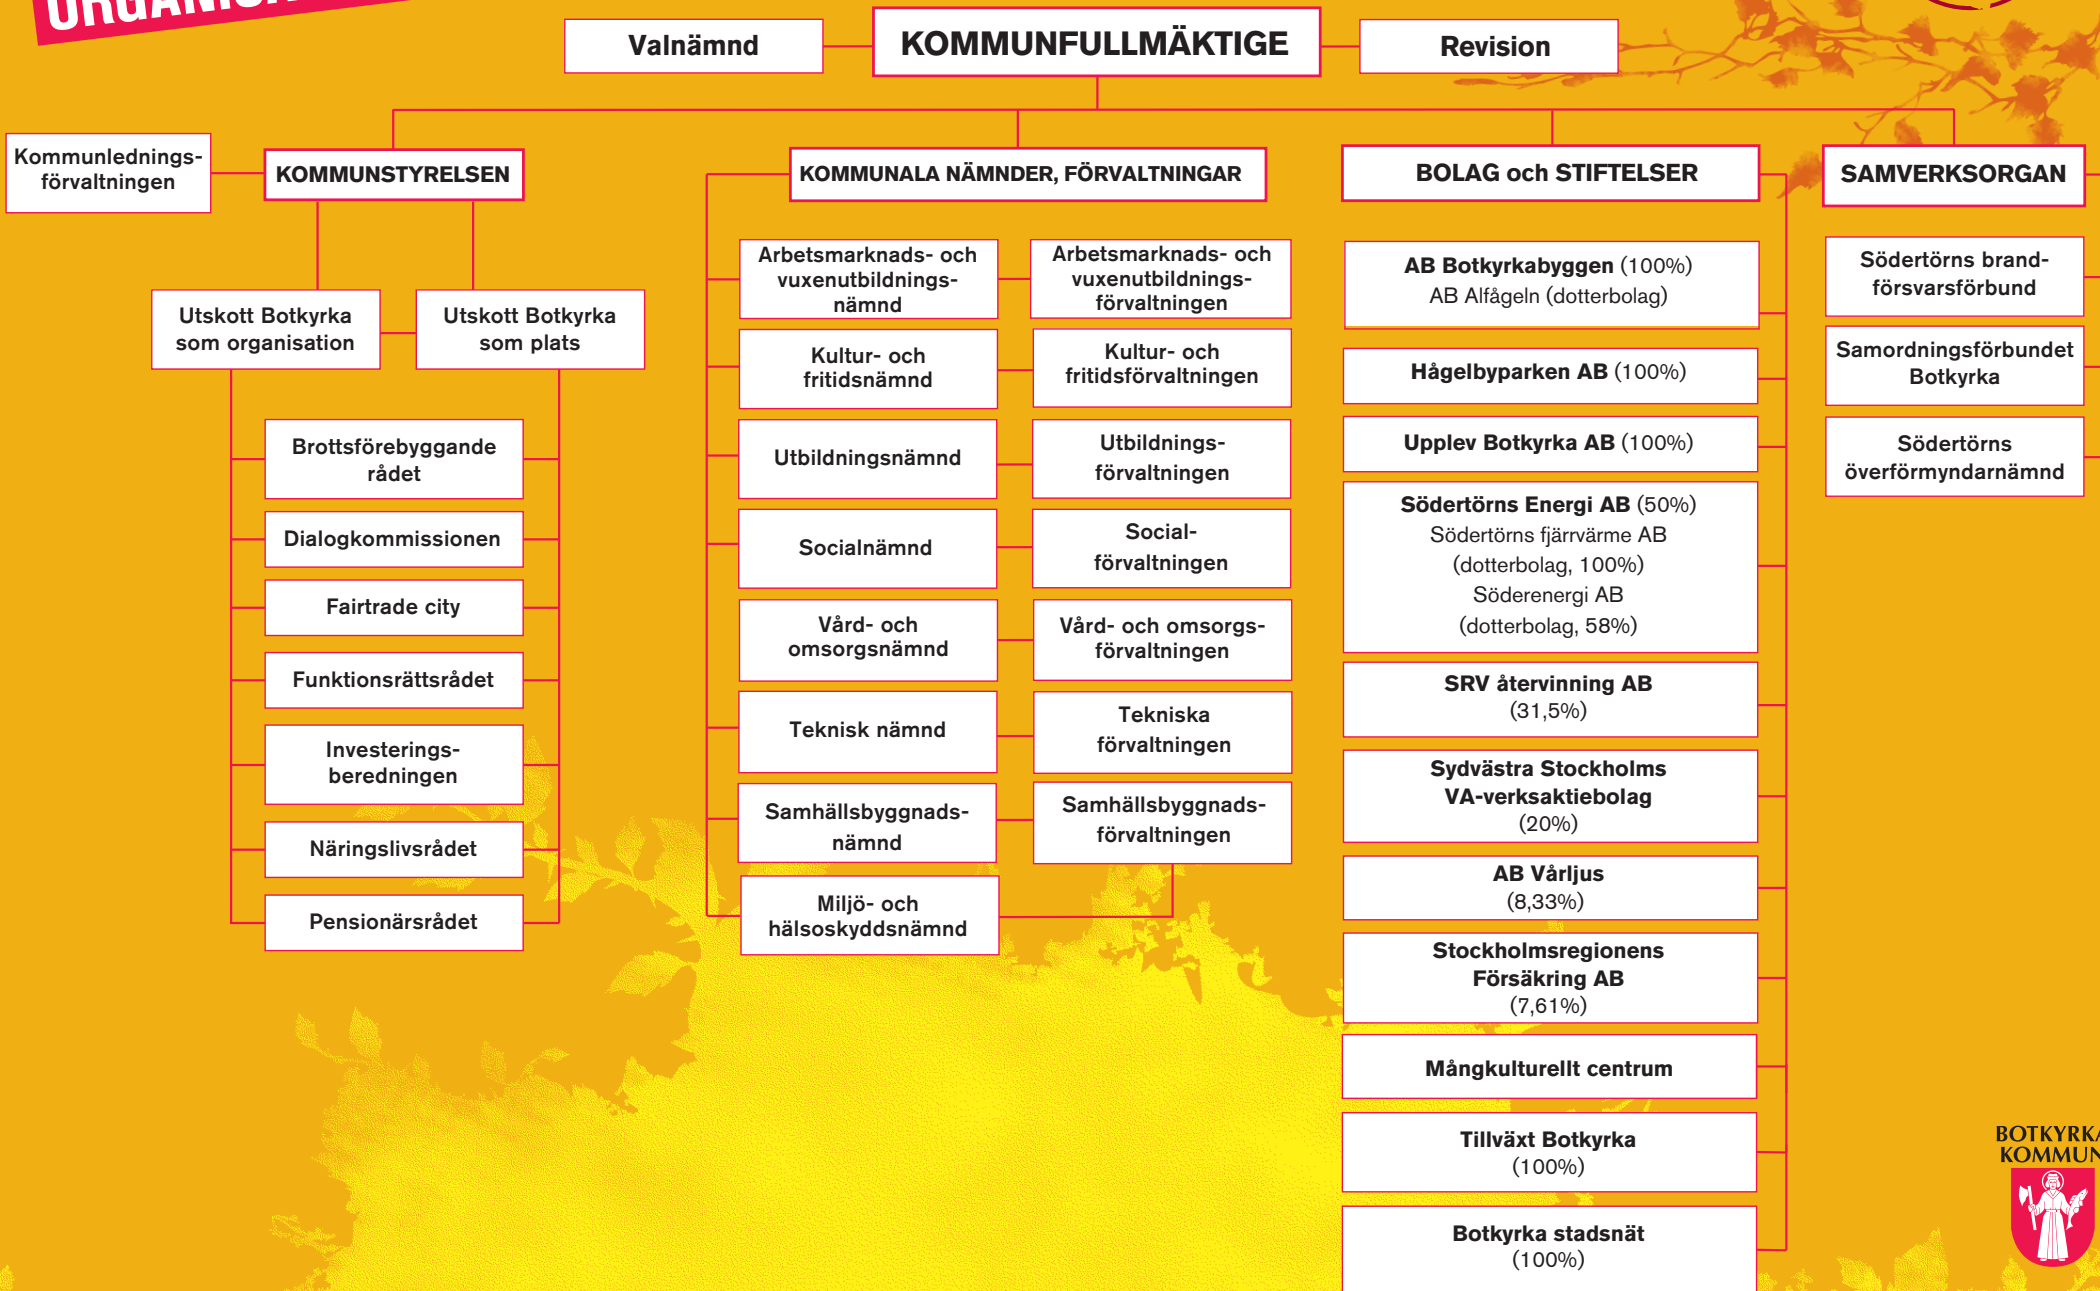 Valnämnd
KOMMUNFULLMÄKTIGE
Revision
Kommunlednings-
förvaltningen
KOMMUNSTYRELSEN
Utskott Botkyrka
som organisation
Utskott Botkyrka
som plats
Brottsförebyggande
rådet
Dialogkommissionen
Fairtrade city
Funktionsrättsrådet
Investerings-
beredningen
Näringslivsrådet
Pensionärsrådet
KOMMUNALA NÄMNDER, FÖRVALTNINGAR
Arbetsmarknads- och
vuxenutbildnings-
nämnd
Arbetsmarknads- och
vuxenutbildnings-
förvaltningen
Kultur- och
fritidsnämnd
Kultur- och
fritidsförvaltningen
Utbildningsnämnd
Utbildnings-
förvaltningen
Socialnämnd
Social-
förvaltningen
Vård- och
omsorgsnämnd
Vård- och omsorgs-
förvaltningen
Teknisk nämnd
Tekniska
förvaltningen
Samhällsbyggnads-
nämnd
Samhällsbyggnads-
förvaltningen
Miljö- och
hälsoskyddsnämnd
BOLAG och STIFTELSER
AB Botkyrkabyggen (100%)
AB Alfågeln (dotterbolag)
Hågelbyparken AB (100%)
Upplev Botkyrka AB (100%)
Södertörns Energi AB (50%)
Södertörns fjärrvärme AB
(dotterbolag, 100%)
Söderenergi AB
(dotterbolag, 58%)
SRV återvinning AB
(31,5%)
Sydvästra Stockholms
VA-verksaktiebolag
(20%)
AB Vårljus
(8,33%)
Stockholmsregionens
Försäkring AB
(7,61%)
Mångkulturellt centrum
Tillväxt Botkyrka
(100%)
Botkyrka stadsnät
(100%)
SAMVERKSORGAN
Södertörns brand-
försvarsförbund
Samordningsförbundet
Botkyrka
Södertörns
överförmyndarnämnd
BOTKYRKA
KOMMUN